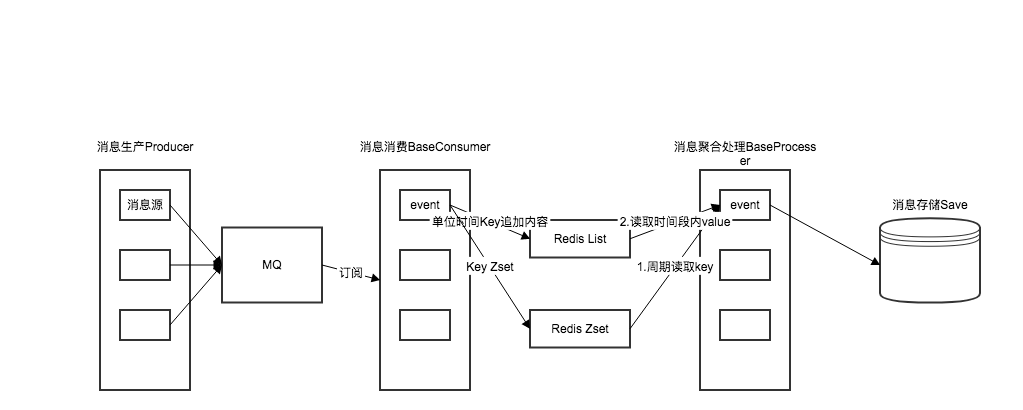 消息生产Producer
消息消费BaseConsumer
消息聚合处理BaseProcess
er
消息源
event
event
消息存储Save
单位时间Key追加内容
2.读取时间段内value
Redis List
MQ
订阅
Key Zset
1.周期读取key
Redis Zset